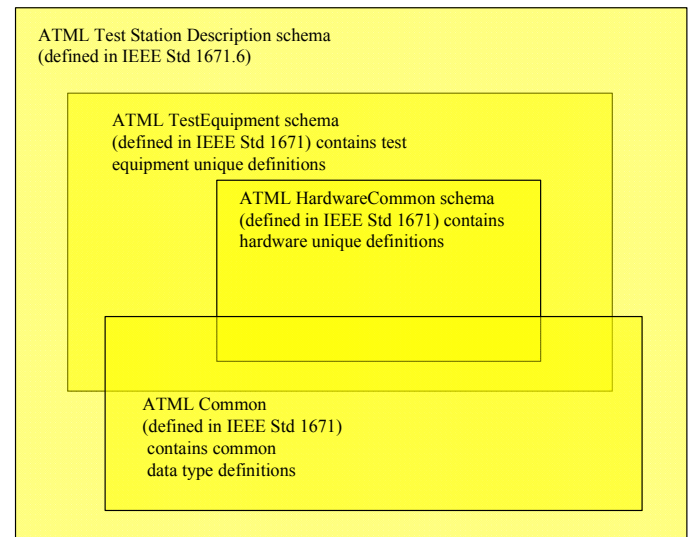 ATML Test Station Description schema
(defined in IEEE Std 1671.6)
ATML TestEquipment schema
(defined in IEEE Std 1671) contains test
equipment unique definitions
ATML HardwareCommon schema
(defined in IEEE Std 1671) contains
hardware unique definitions
ATML Common
(defined in IEEE Std 1671)
contains common
data type definitions